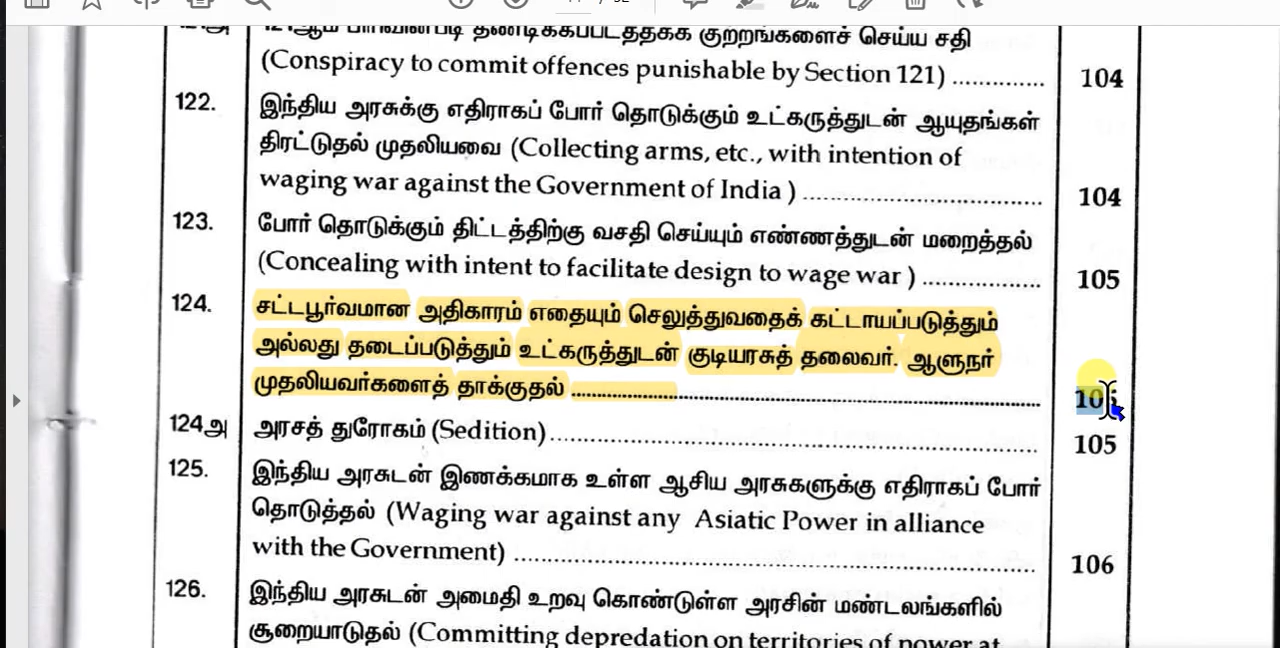 குற்றங்களைச் செய்ய சதி
(Conspiracy to commit offences punishable by Section 121) ............. 104
122. இந்திய அரசுக்கு எதிராகப் போர் தொடுக்கும் உட்கருத்துடன் ஆயுதங்கள்
திரட்டுதல் முதலியவை (Collecting arms, etc., with intention of
waging war against the Government of India ) ................................... 104
123. போர் தொடுக்கும் திட்டத்திற்கு வசதி செய்யும் எண்ணத்துடன் மறைத்தல்
(Concealing with intent to facilitate design to wage war ) .................. 105
124. சட்டபூர்வமான அதிகாரம் எதையும் செலுத்துவதைக் கட்டாயப்படுத்தும்
அல்லது தடைப்படுத்தும் உட்கருத்துடன் குடியரசுத் தலைவர். ஆளுநர்
முதலியவர்களைத் தாக்குதல் ................................................................
124அ அரசத் துரோகம் (Sedition)......................................................... 105
125. இந்திய அரசுடன் இணக்கமாக உள்ள ஆசிய அரசுகளுக்கு எதிராகப் போர்
தொடுத்தல் (Waging war against any Asiatic Power in alliance
with the Government) ............................................................. 106
126. இந்திய அரசுடன் அமைதி உறவு கொண்டுள்ள அரசின் மண்டலங்களில்
சூறையாடுதல் (Committing depredation on territories of power at